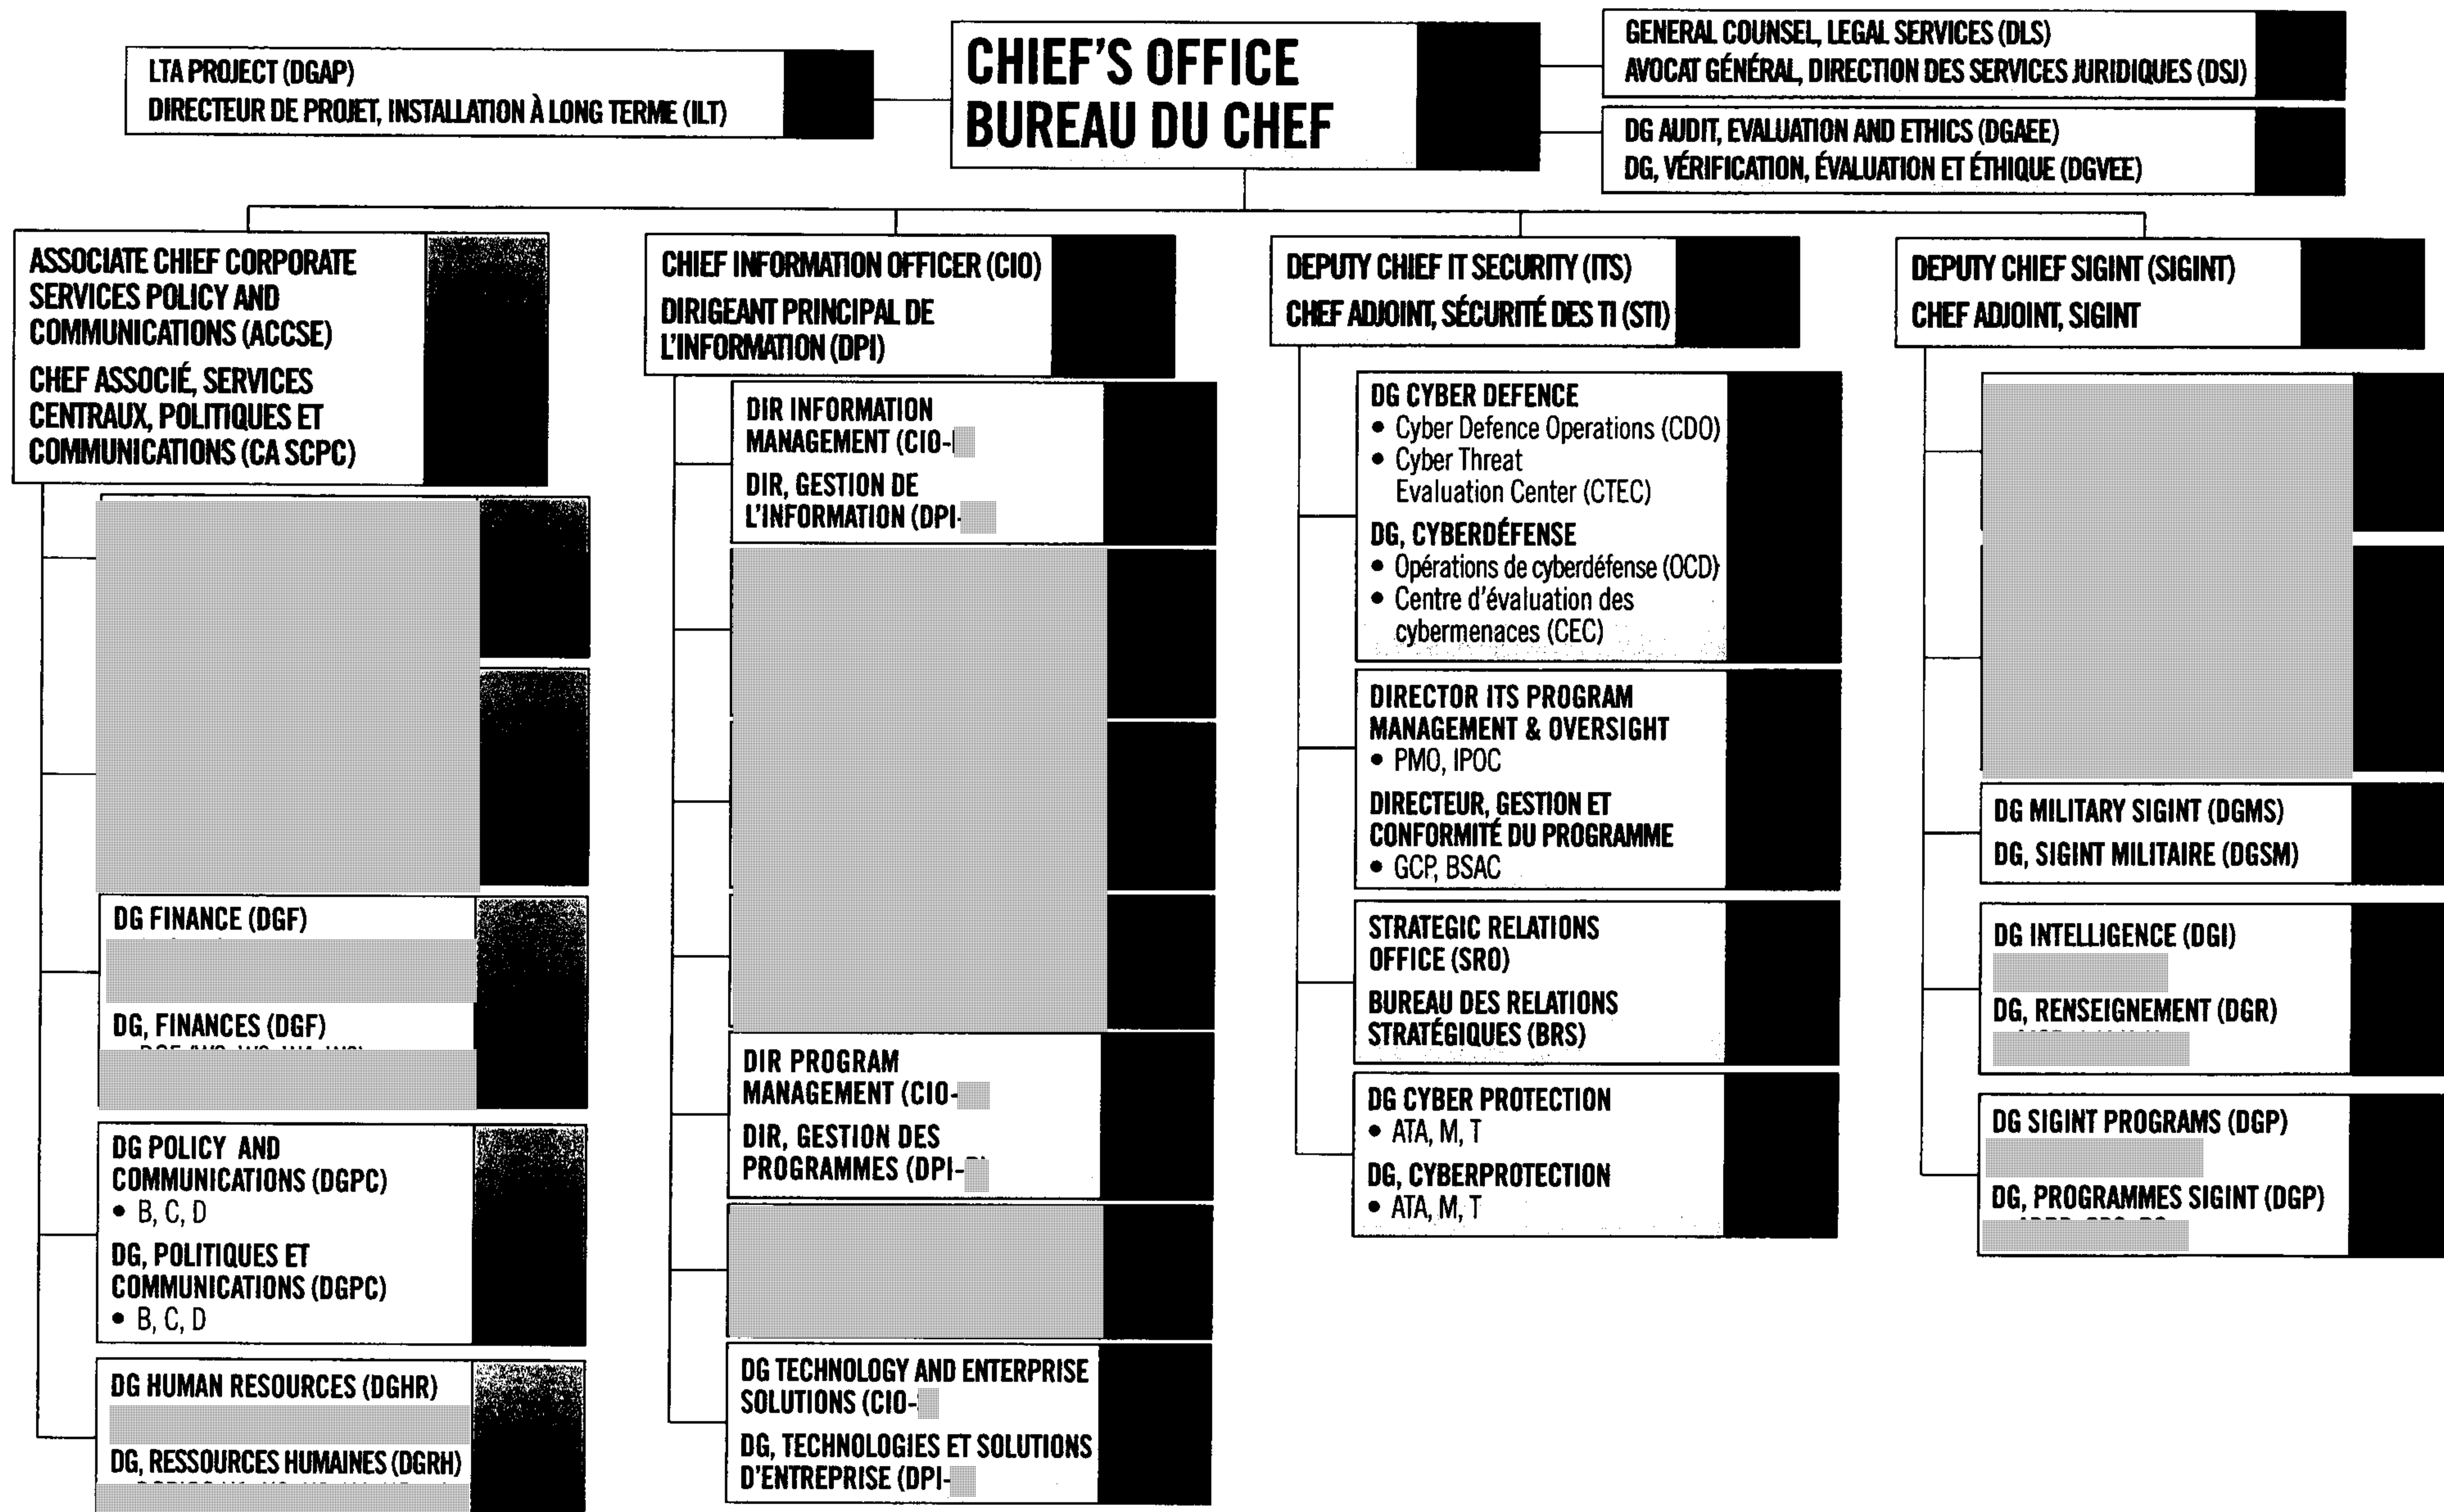 LTA PROJECT (DGAP)
DIRECTEUR DE PROJET, INSTALLATION À LONG TERME (ILT)
CHIEF'S OFFICE
BUREAU DU CHEF
GENERAL COUNSEL, LEGAL SERVICES (DLS)
AVOCAT GÉNÉRAL, DIRECTION DES SERVICES JURIDIQUES (DSJ)
DG AUDIT, EVALUATION AND ETHICS (DGAEE)
DG, VÉRIFICATION, ÉVALUATION ET ÉTHIQUE (DGVEE)
ASSOCIATE CHIEF CORPORATE
SERVICES POLICY AND
COMMUNICATIONS (ACCSE)
CHEF ASSOCIÉ, SERVICES
CENTRAUX, POLITIQUES ET
COMMUNICATIONS (CA SCPC)
DG FINANCE (DGF)
DG, FINANCES (DGF)
DG POLICY AND
COMMUNICATIONS (DGPC)
• B, C, D
DG, POLITIQUES ET
COMMUNICATIONS (DGPC)
• B, C, D
DG HUMAN RESOURCES (DGHR)
DG, RESSOURCES HUMAINES (DGRH)
CHIEF INFORMATION OFFICER (CIO)
DIRIGEANT PRINCIPAL DE
L'INFORMATION (DPI)
DIR INFORMATION
MANAGEMENT (CIO-
DIR, GESTION DE
L'INFORMATION (DPI-
DIR PROGRAM
MANAGEMENT (CIO-
DIR, GESTION DES
PROGRAMMES (DPI-
DG TECHNOLOGY AND ENTERPRISE
SOLUTIONS (CIO-
DG, TECHNOLOGIES ET SOLUTIONS
D'ENTREPRISE (DPI-
DEPUTY CHIEF IT SECURITY (ITS)
CHEF ADJOINT, SÉCURITÉ DES TI (STI)
DG CYBER DEFENCE
• Cyber Defence Operations (CDO)
• Cyber Threat
Evaluation Center (CTEC)
DG, CYBERDÉFENSE
• Opérations de cyberdéfense (OCD)
• Centre d'évaluation des
cybermenaces (CEC)
DIRECTOR ITS PROGRAM
MANAGEMENT & OVERSIGHT
• PMO, IPOC
DIRECTEUR, GESTION ET
CONFORMITÉ DU PROGRAMME
• GCP, BSAC
STRATEGIC RELATIONS
OFFICE (SRO)
BUREAU DES RELATIONS
STRATÉGIQUES (BRS)
DG CYBER PROTECTION
• ATA, M, T
DG, CYBERPROTECTION
• ATA, M, T
DEPUTY CHIEF SIGINT (SIGINT)
CHEF ADJOINT, SIGINT
DG MILITARY SIGINT (DGMS)
DG, SIGINT MILITAIRE (DGSM)
DG INTELLIGENCE (DGI)
DG, RENSEIGNEMENT (DGR)
DG SIGINT PROGRAMS (DGP)
DG, PROGRAMMES SIGINT (DGP)